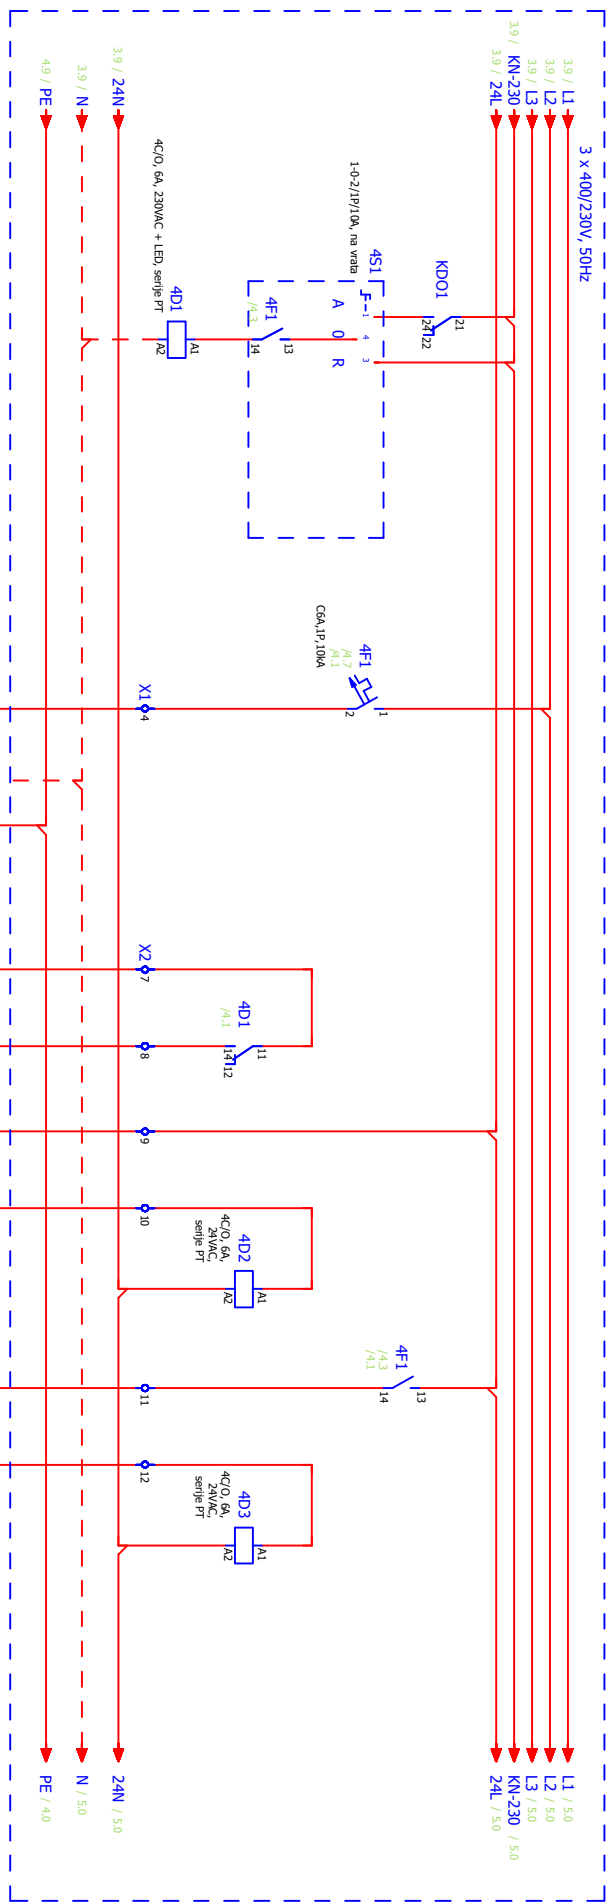 3 x 400/230V, 50Hz
3.9 / L1
3.9 / L2
3.9 / L3
3.9 / KN-230
3.9 / 24L
3.9 / 24N
3.9 / N
4.9 / PE
KDO1
21
24
22
4S1
1-0-2/1P/10A, na vrata
1
4
3
A 0 R
4F1
/4.3
13
14
4D1
A1
A2
4C/O, 6A, 230VAC + LED, serije PT
4F1
/4.7
/4.1
C6A,1P,10kA
1
2
X1
4
X2
7
4D1
/4.1
11
14
12
8
9
10
4D2
4C/O, 6A,
24VAC,
serije PT
A1
A2
4F1
/4.3
/4.1
13
14
11
12
4D3
4C/O, 6A,
24VAC,
serije PT
A1
A2
L1 / 5.0
L2 / 5.0
L3 / 5.0
KN-230 / 5.0
24L / 5.0
24N / 5.0
N / 5.0
PE / 4.0